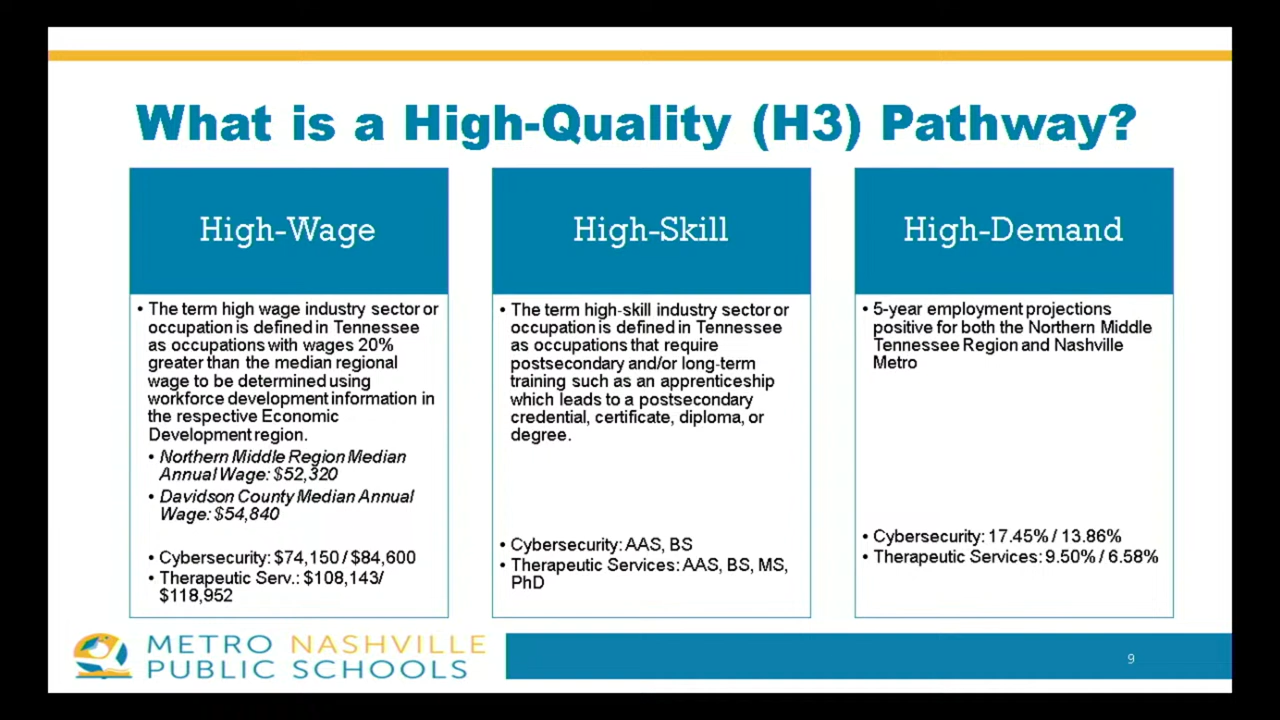 What is a High-Quality (H3) Pathway?
High-Wage
• The term high wage industry sector or
occupation is defined in Tennessee
as occupations with wages 20%
greater than the median regional
wage to be determined using
workforce development information in
the respective Economic
Development region.
• Northern Middle Region Median
Annual Wage: $52,320
• Davidson County Median Annual
Wage: $54,840
• Cybersecurity: $74,150 / $84,600
• Therapeutic Serv.: $108,143/
$118,952
High-Skill
• The term high-skill industry sector or
occupation is defined in Tennessee
as occupations that require
postsecondary and/or long-term
training such as an apprenticeship
which leads to a postsecondary
credential, certificate, diploma, or
degree.
• Cybersecurity: AAS, BS
• Therapeutic Services: AAS, BS, MS,
PhD
High-Demand
• 5-year employment projections
positive for both the Northern Middle
Tennessee Region and Nashville
Metro
• Cybersecurity: 17.45% / 13.86%
• Therapeutic Services: 9.50% / 6.58%
METRO NASHVILLE
PUBLIC SCHOOLS
9